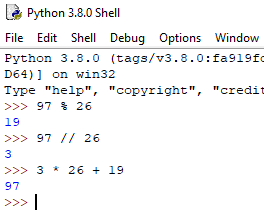 Python 3.8.0 Shell
File Edit Shell Debug Options Window
Python 3.8.0 (tags/v3.8.0:fa919fd
D64)] on win32
Type "help", "copyright", "credit
>>> 97 % 26
19
>>> 97 // 26
3
>>> 3 * 26 + 19
97
>>>